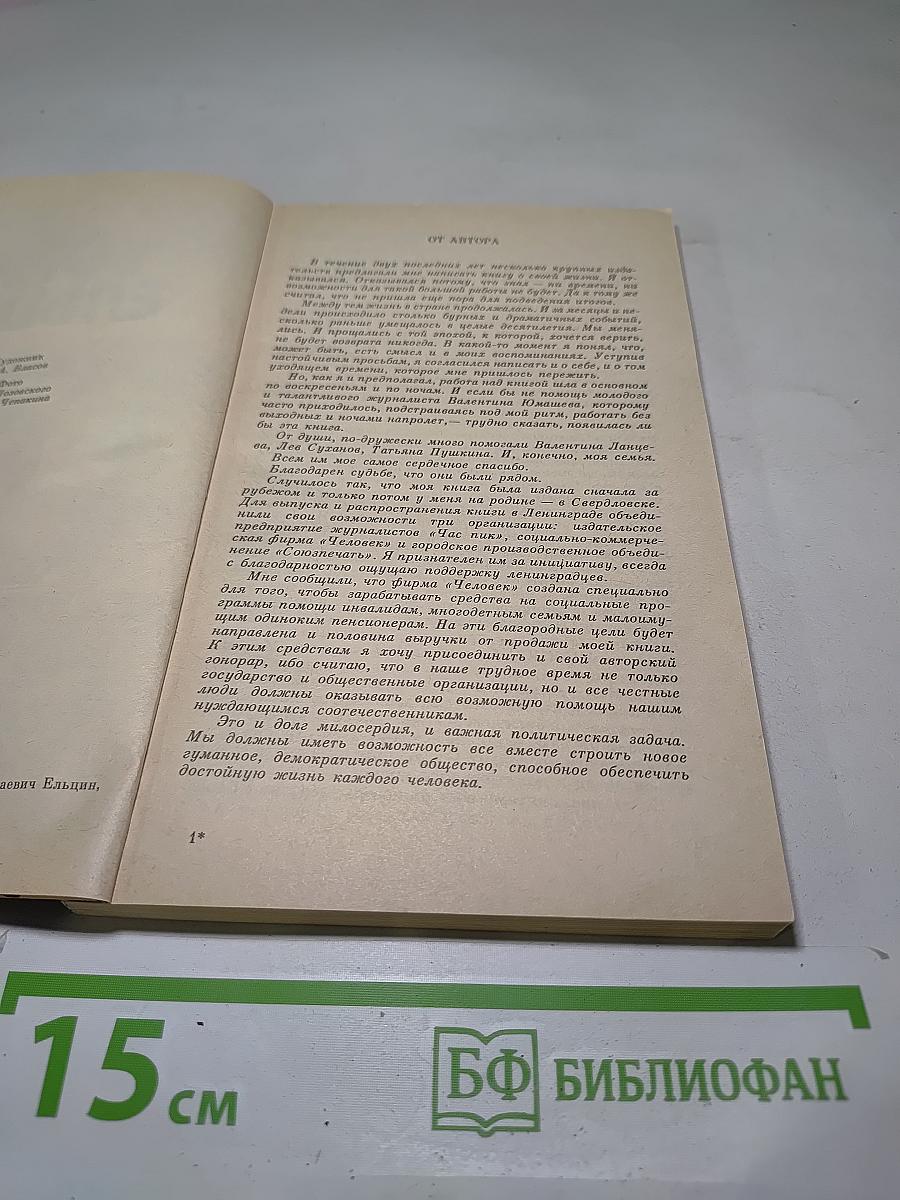 Художник
А. Власов
Фото
Чепакина
аевич Ельцин,
ОТ АВТОРА
В течение двух последних лет несколько крупных изда-
тельств предлагали мне написать книгу о своей жизни. Я от-
казывался. Отказывался потому, что знал — ни времени, ни
возможности для такой большой работы не будет. Да к тому же
считал, что не пришла еще пора для подведения итогов.
Между тем жизнь в стране продолжалась. И за месяцы и не-
дели происходило столько бурных и драматичных событий,
сколько раньше умещалось в целые десятилетия. Мы меня-
лись. И прощались с той эпохой, к которой, хочется верить,
не будет возврата никогда. В какой-то момент я понял, что,
может быть, есть смысл и в моих воспоминаниях. Уступив
настойчивым просьбам, я согласился написать и о себе, и о том
уходящем времени, которое мне пришлось пережить.
Но, как я и предполагал, работа над книгой шла в основном
по воскресеньям и по ночам. И если бы не помощь молодого
и талантливого журналиста Валентина Юмашева, которому
часто приходилось, подстраиваясь под мой ритм, работать без
выходных и ночами напролет,— трудно сказать, появилась ли
бы эта книга.
От души, по-дружески много помогали Валентина Ланце-
ва, Лев Суханов, Татьяна Пушкина. И, конечно, моя семья.
Всем им мое самое сердечное спасибо.
Благодарен судьбе, что они были рядом.
Случилось так, что моя книга была издана сначала за
рубежом и только потом у меня на родине — в Свердловске.
Для выпуска и распространения книги в Ленинграде объеди-
нили свои возможности три организации: издательское
предприятие журналистов «Час пик», социально-коммерче-
ская фирма «Человек» и городское производственное объеди-
нение «Союзпечать». Я признателен им за инициативу, всегда
с благодарностью ощущаю поддержку ленинградцев.
Мне сообщили, что фирма «Человек» создана специально
для того, чтобы зарабатывать средства на социальные про-
граммы помощи инвалидам, многодетным семьям и малоиму-
щим одиноким пенсионерам. На эти благородные цели будет
направлена и половина выручки от продажи моей книги.
К этим средствам я хочу присоединить и свой авторский
гонорар, ибо считаю, что в наше трудное время не только
государство и общественные организации, но и все честные
люди должны оказывать всю возможную помощь нашим
нуждающимся соотечественникам.
Это и долг милосердия, и важная политическая задача.
Мы должны иметь возможность все вместе строить новое
гуманное, демократическое общество, способное обеспечить
достойную жизнь каждого человека.
1*
15 см
БФ БИБЛИОФАН